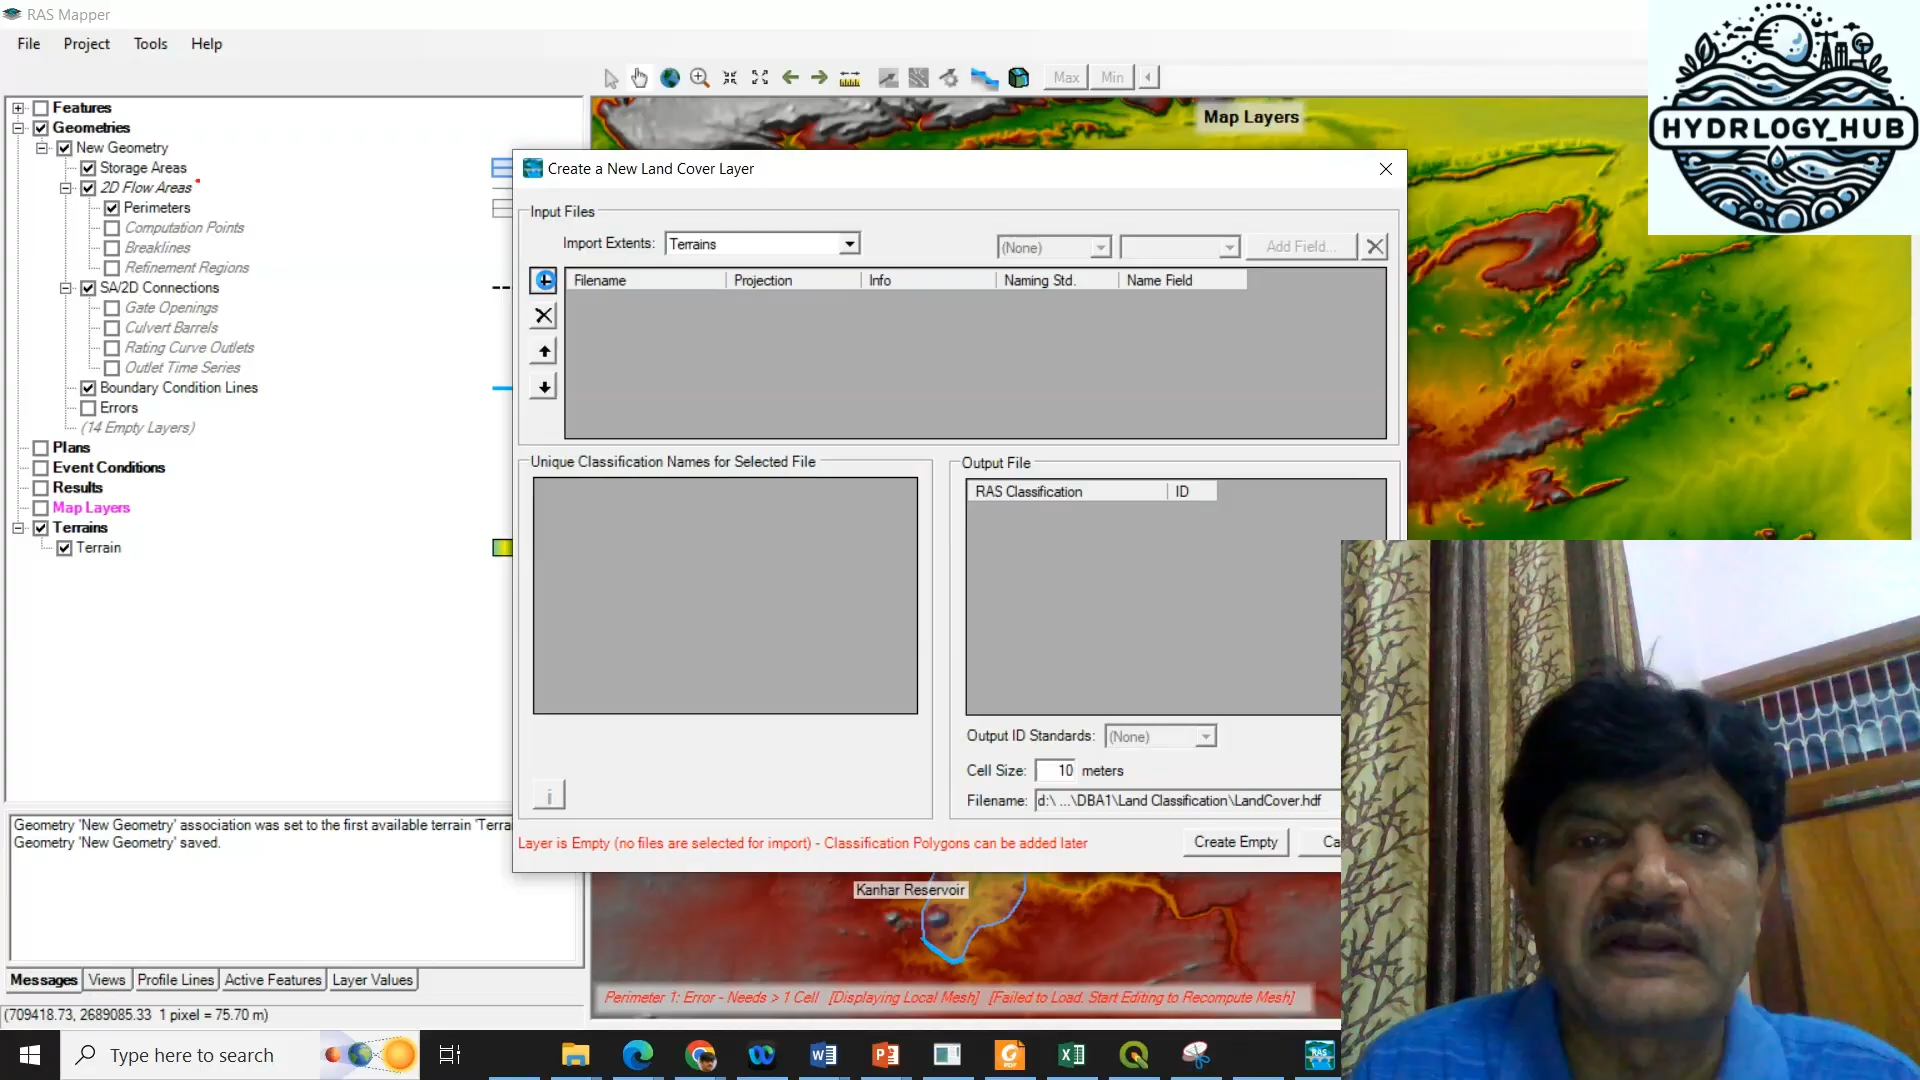 RAS Mapper
File Project Tools Help
Max Min
HYDRLOGY_HUB
Features
Geometries
New Geometry
Storage Areas
2D Flow Areas
Perimeters
Computation Points
Breaklines
Refinement Regions
SA/2D Connections
Gate Openings
Culvert Barrels
Rating Curve Outlets
Outlet Time Series
Boundary Condition Lines
Errors
(14 Empty Layers)
Plans
Event Conditions
Results
Map Layers
Terrains
Terrain
Map Layers
Create a New Land Cover Layer
Input Files
Import Extents: Terrains (None) Add Field...
Filename Projection Info Naming Std. Name Field
Unique Classification Names for Selected File
Output File
RAS Classification ID
Output ID Standards: (None)
Cell Size: 10 meters
Filename: d:\ ...\DBA1\Land Classification\LandCover.hdf
Layer is Empty (no files are selected for import) - Classification Polygons can be added later
Create Empty Ca
Geometry 'New Geometry' association was set to the first available terrain 'Terra
Geometry 'New Geometry' saved.
Kanhar Reservoir
Perimeter 1: Error - Needs > 1 Cell [Displaying Local Mesh] [Failed to Load. Start Editing to Recompute Mesh]
Messages Views Profile Lines Active Features Layer Values
(709418.73, 2689085.33 1 pixel = 75.70 m)
Type here to search
RAS